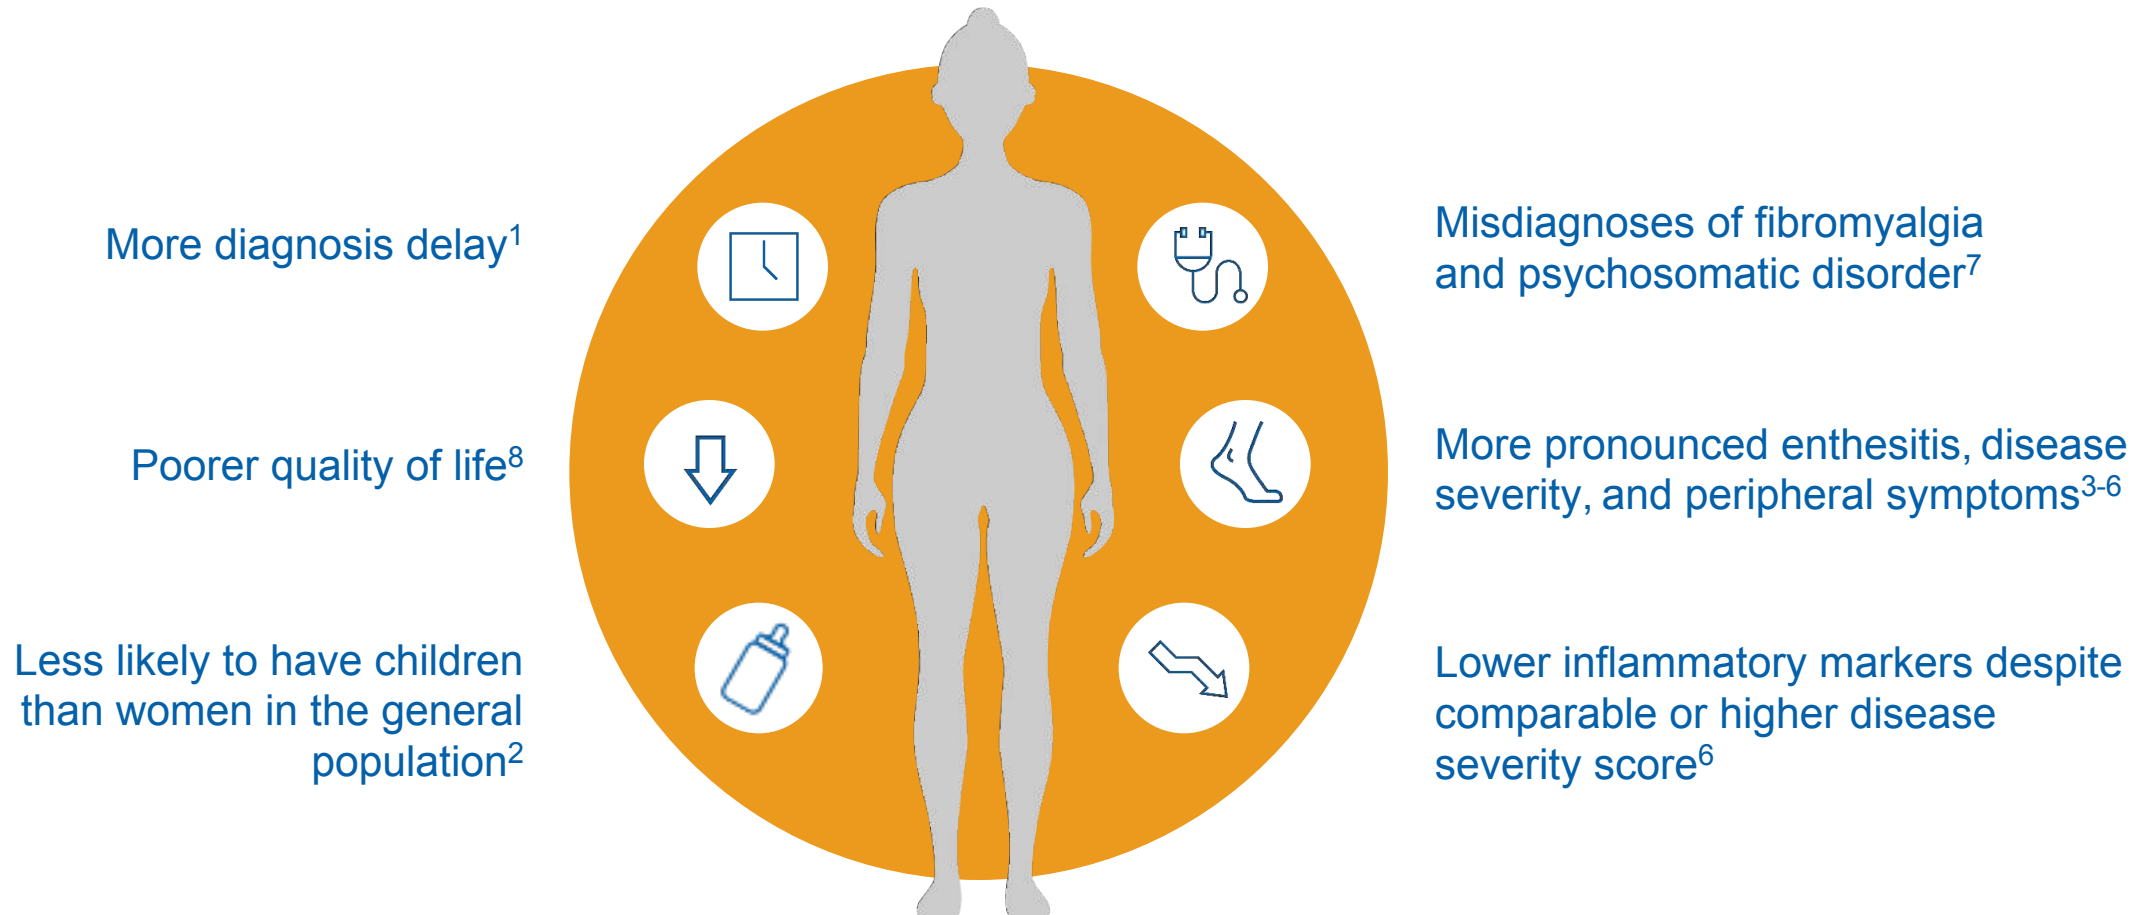 More diagnosis delay1
Poorer quality of life8
Less likely to have children
than women in the general
population2
Misdiagnoses of fibromyalgia
and psychosomatic disorder7
More pronounced enthesitis, disease
severity, and peripheral symptoms3-6
Lower inflammatory markers despite
comparable or higher disease
severity score6